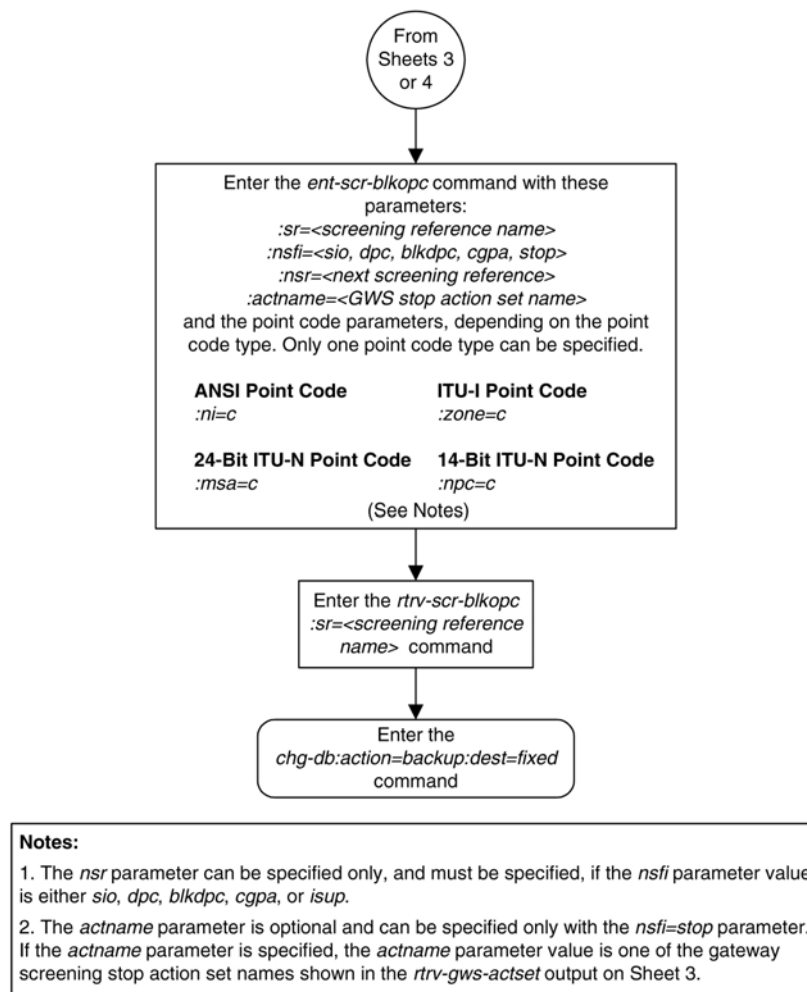 From
Sheets 3
or 4
Enter the ent-scr-blkopc command with these
parameters:
:sr=<screening reference name>
:nsfi=<sio, dpc, blkdpc, cgpa, stop>
:nsr=<next screening reference>
:actname=<GWS stop action set name>
and the point code parameters, depending on the point
code type. Only one point code type can be specified.
ANSI Point Code
:ni=c
ITU-I Point Code
:zone=c
24-Bit ITU-N Point Code
:msa=c
14-Bit ITU-N Point Code
:npc=c
(See Notes)
Enter the rtrv-scr-blkopc
:sr=<screening reference
name> command
Enter the
chg-db:action=backup:dest=fixed
command
Notes:
1. The nsr parameter can be specified only, and must be specified, if the nsfi parameter value
is either sio, dpc, blkdpc, cgpa, or isup.
2. The actname parameter is optional and can be specified only with the nsfi=stop parameter.
If the actname parameter is specified, the actname parameter value is one of the gateway
screening stop action set names shown in the rtrv-gws-actset output on Sheet 3.